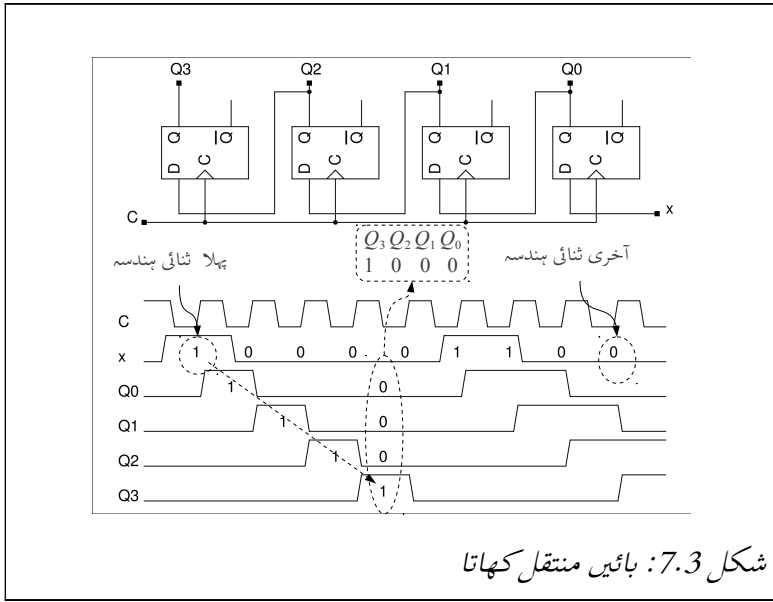 Q3 Q2 Q1 Q0
Q Q̅ Q Q̅ Q Q̅ Q Q̅
D C D C D C D C
C x
Q₃ Q₂ Q₁ Q₀
1 0 0 0
پہلا ثنائی ہندسہ
آخری ثنائی ہندسہ
C
x 1 0 0 0 0 1 1 0 0
Q0 1 0
Q1 1 0
Q2 1 0
Q3 1
شکل 7.3: بائیں منتقل کھاتا